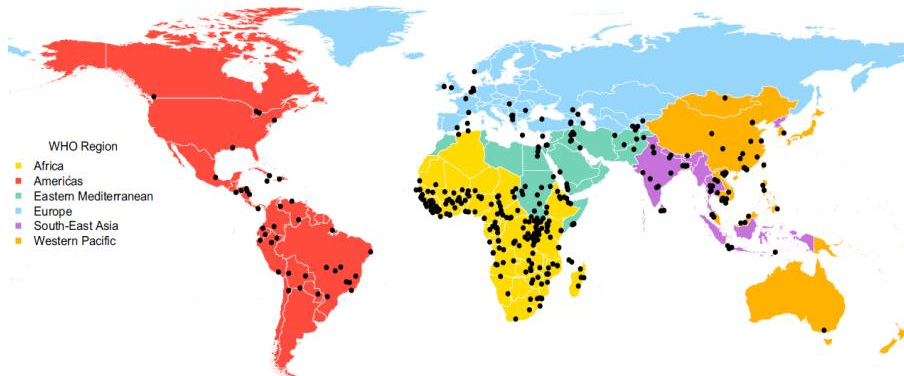 WHO Region
Africa
Americas
Eastern Mediterranean
Europe
South-East Asia
Western Pacific